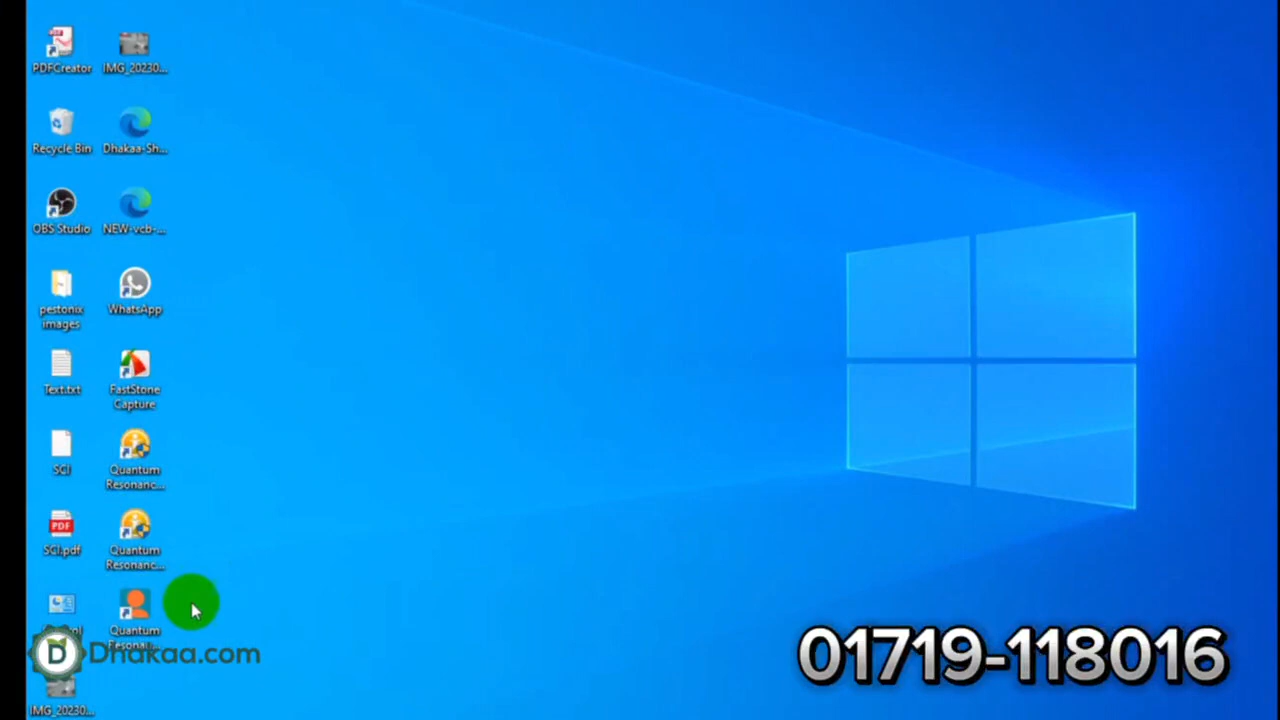 PDFCreator
IMG_20230...
Recycle Bin
Dhakaa-Sh...
OBS Studio
NEW-vcb-...
pestonix
images
WhatsApp
Text.txt
FastStone
Capture
SCI
Quantum
Resonanc...
PDF
SCI.pdf
Quantum
Resonanc...
Quantum
Resonanc...
D Dhakaa.com
IMG_20230...
01719-118016